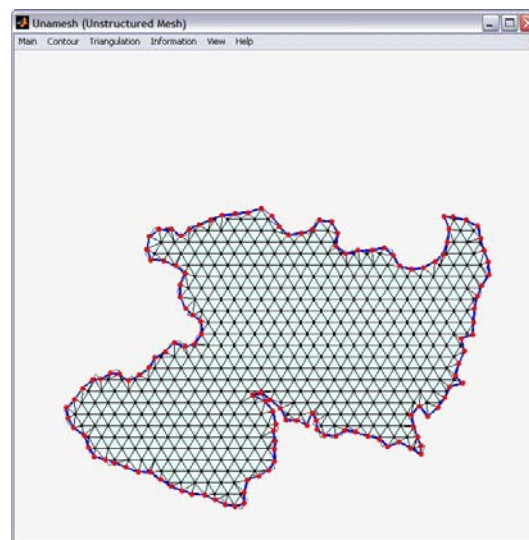 Unamesh (Unstructured Mesh)
Main Contour Triangulation Information View Help